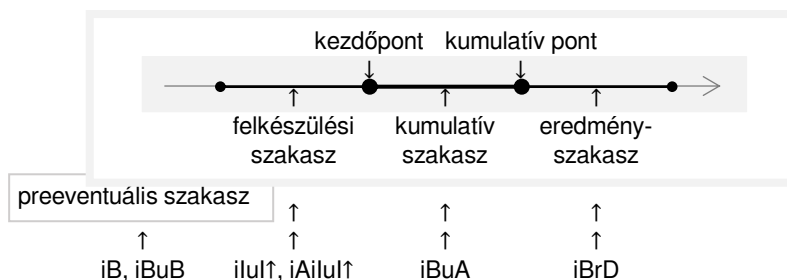 kezdőpont kumulatív pont
↓ ↓
↑ ↑ ↑
felkészülési kumulatív eredmény-
szakasz szakasz szakasz
preeventuális szakasz
↑ ↑ ↑
↑ ↑ ↑ ↑
iB, iBuB iIuI↑, iAiIuI↑ iBuA iBrD